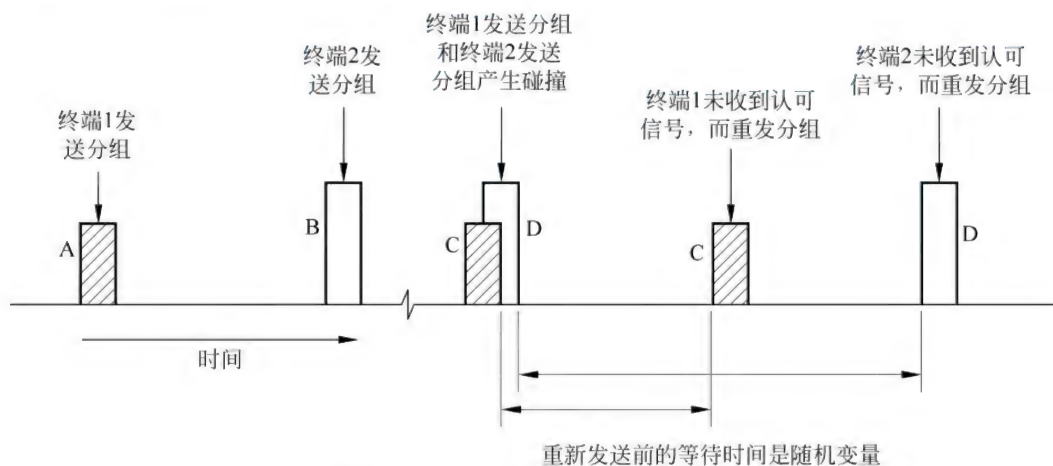 终端1发
送分组
A
终端2发
送分组
B
终端1发送分组
和终端2发送
分组产生碰撞
C
D
终端1未收到认可
信号，而重发分组
C
终端2未收到认可
信号，而重发分组
D
时间
重新发送前的等待时间是随机变量